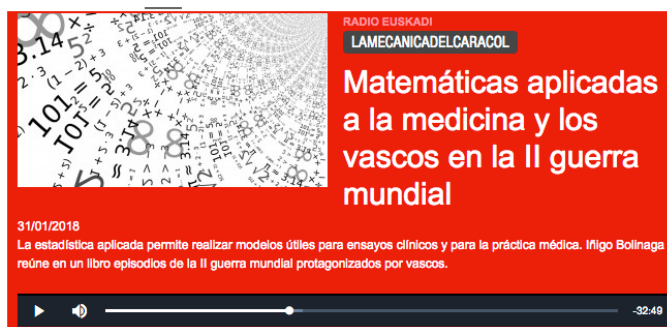 RADIO EUSKADI
LAMECANICADELCARACOL
Matemáticas aplicadas
a la medicina y los
vascos en la II guerra
mundial
31/01/2018
La estadística aplicada permite realizar modelos útiles para ensayos clínicos y para la práctica médica. Iñigo Bolinaga
reúne en un libro episodios de la II guerra mundial protagonizados por vascos.
-32:49